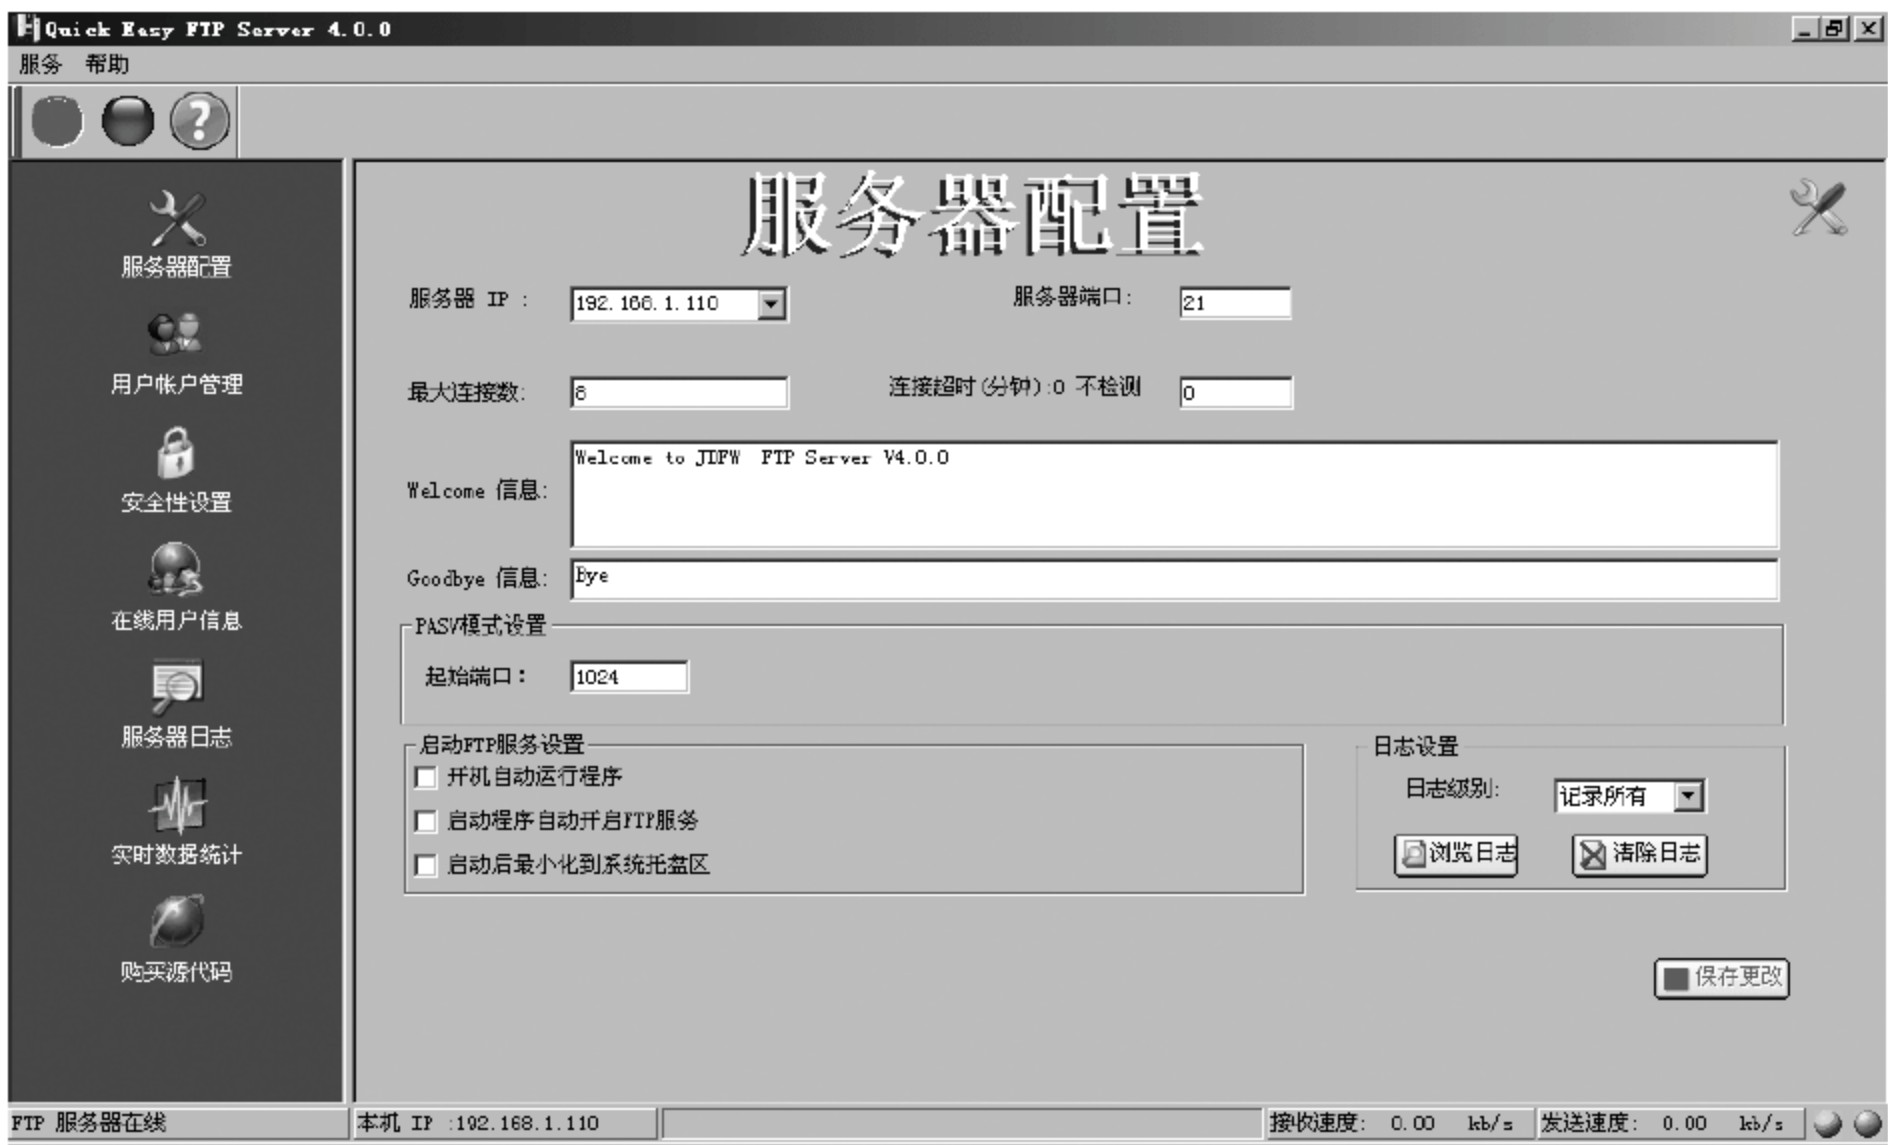 Quick Easy FTP Server 4.0.0
服务 帮助
服务器配置
用户帐户管理
安全性设置
在线用户信息
服务器日志
实时数据统计
购买源代码
服务器配置
服务器 IP : 192.168.1.110 服务器端口: 21
最大连接数: 8 连接超时(分钟):0 不检测 0
Welcome 信息: Welcome to JDFW FTP Server V4.0.0
Goodbye 信息: Bye
PASV模式设置
起始端口： 1024
启动FTP服务设置
开机自动运行程序
启动程序自动开启FTP服务
启动后最小化到系统托盘区
日志设置
日志级别: 记录所有
浏览日志 清除日志
保存更改
FTP 服务器在线 本机 IP :192.168.1.110 接收速度: 0.00 kb/s 发送速度: 0.00 kb/s